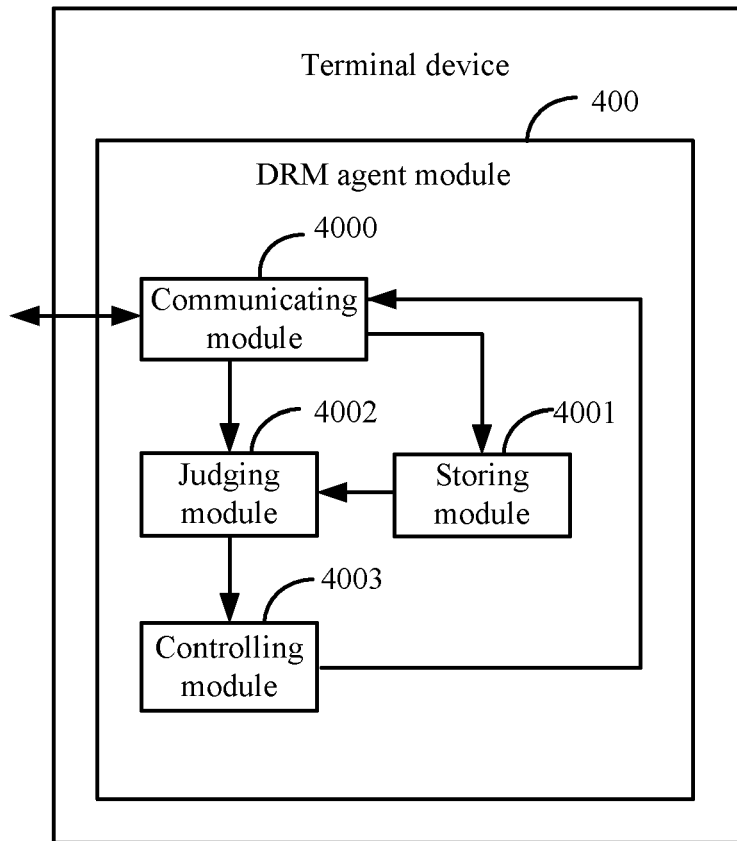 Terminal device
400
DRM agent module
4000
Communicating
module
4002
4001
Judging
module
Storing
module
4003
Controlling
module